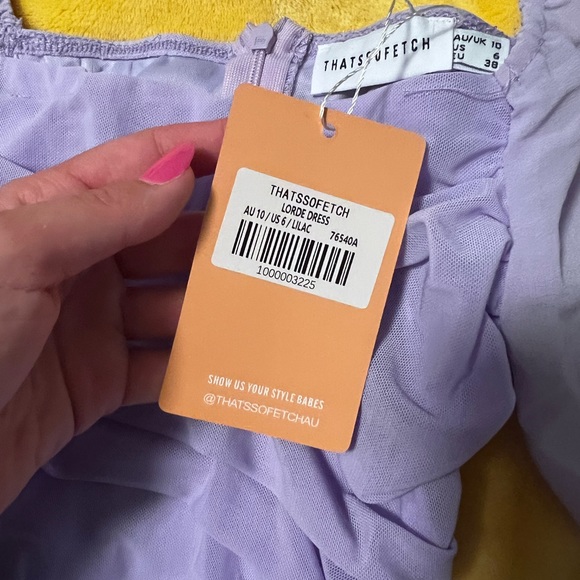 THATSSOFETCH
AU/UK 10
US 6
EU 38
THATSSOFETCH
LORDE DRESS
AU 10 / US 6 / LILAC 76540A
1000003225
SHOW US YOUR STYLE BABES
@THATSSOFETCHAU